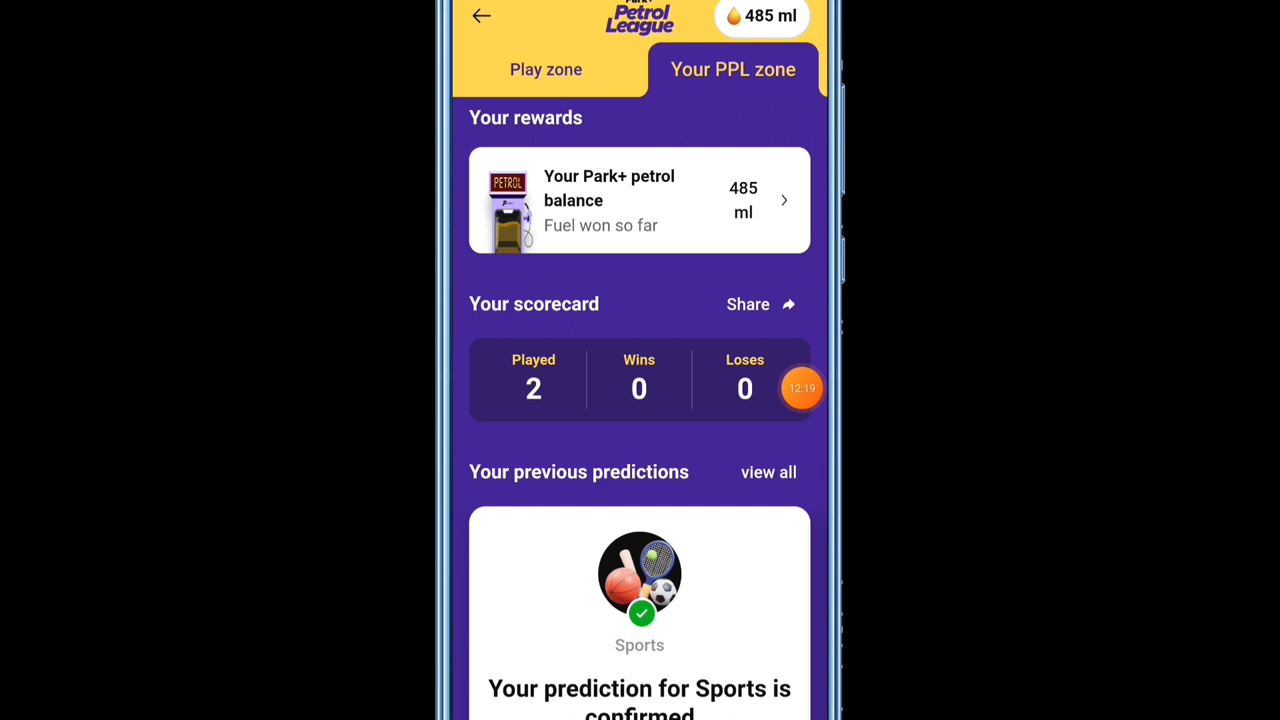 Park+
Petrol
League
485 ml
Play zone
Your PPL zone
Your rewards
PETROL
Your Park+ petrol
balance
Fuel won so far
485
ml
Your scorecard
Share
Played
Wins
Loses
2
0
0
12:19
Your previous predictions
view all
Sports
Your prediction for Sports is
confirmed